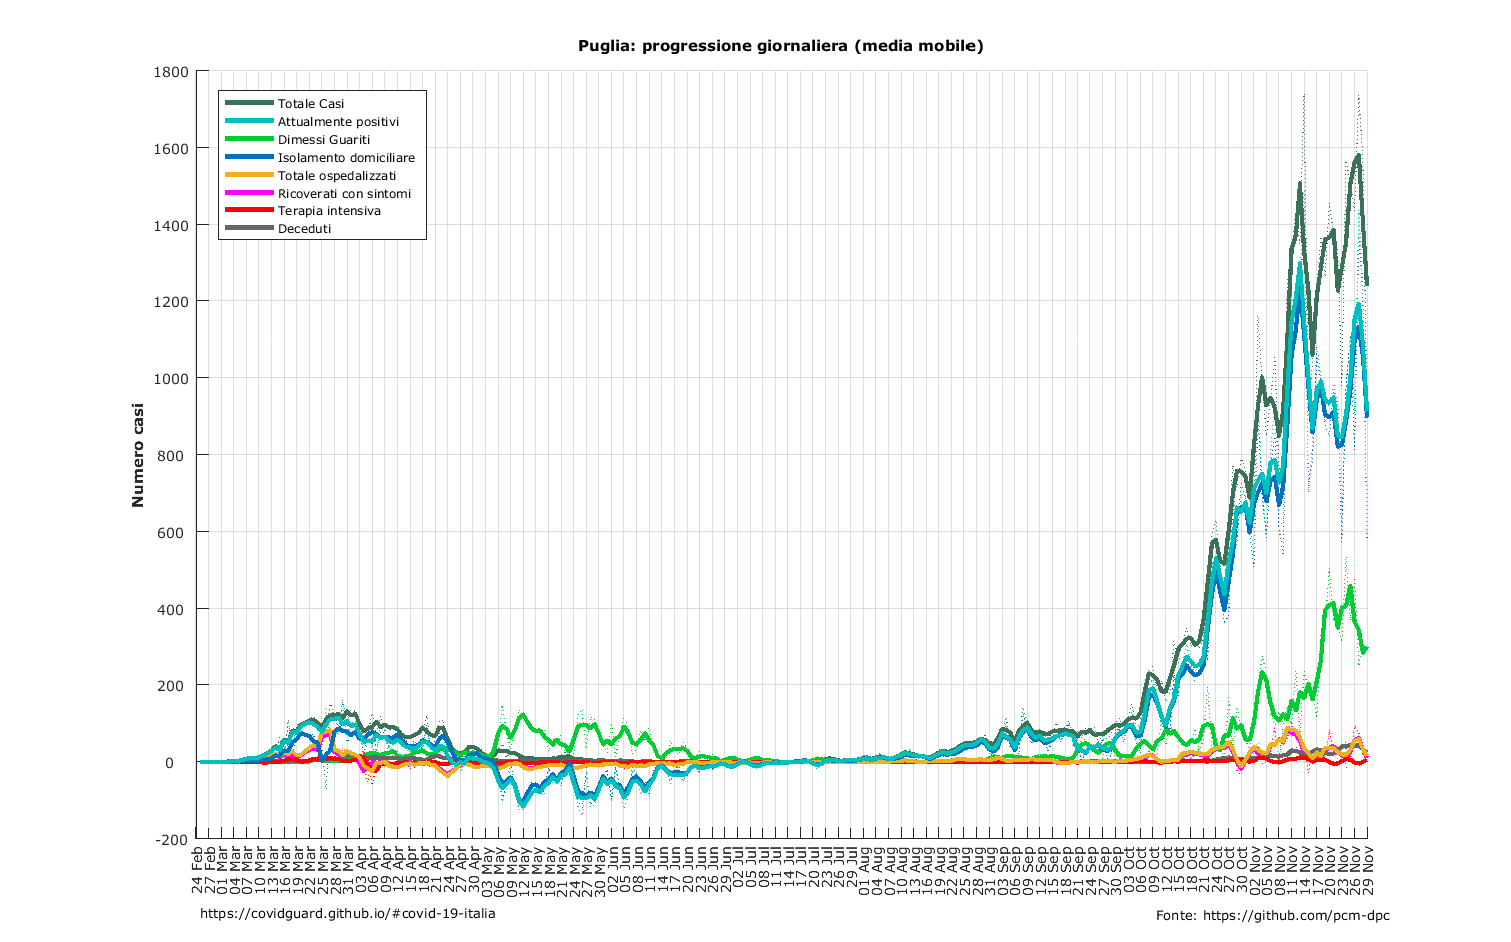 Puglia: progressione giornaliera (media mobile)
1800
1600
1400
1200
1000
800
600
400
200
0
-200
Numero casi
Totale Casi
Attualmente positivi
Dimessi Guariti
Isolamento domiciliare
Totale ospedalizzati
Ricoverati con sintomi
Terapia intensiva
Deceduti
24 Feb
27 Feb
01 Mar
04 Mar
07 Mar
10 Mar
13 Mar
16 Mar
19 Mar
22 Mar
25 Mar
28 Mar
31 Mar
03 Apr
06 Apr
09 Apr
12 Apr
15 Apr
18 Apr
21 Apr
24 Apr
27 Apr
30 Apr
03 May
06 May
09 May
12 May
15 May
18 May
21 May
24 May
27 May
30 May
02 Jun
05 Jun
08 Jun
11 Jun
14 Jun
17 Jun
20 Jun
23 Jun
26 Jun
29 Jun
02 Jul
05 Jul
08 Jul
11 Jul
14 Jul
17 Jul
20 Jul
23 Jul
26 Jul
29 Jul
01 Aug
04 Aug
07 Aug
10 Aug
13 Aug
16 Aug
19 Aug
22 Aug
25 Aug
28 Aug
31 Aug
03 Sep
06 Sep
09 Sep
12 Sep
15 Sep
18 Sep
21 Sep
24 Sep
27 Sep
30 Sep
03 Oct
06 Oct
09 Oct
12 Oct
15 Oct
18 Oct
21 Oct
24 Oct
27 Oct
30 Oct
02 Nov
05 Nov
08 Nov
11 Nov
14 Nov
17 Nov
20 Nov
23 Nov
26 Nov
29 Nov
https://covidguard.github.io/#covid-19-italia
Fonte: https://github.com/pcm-dpc